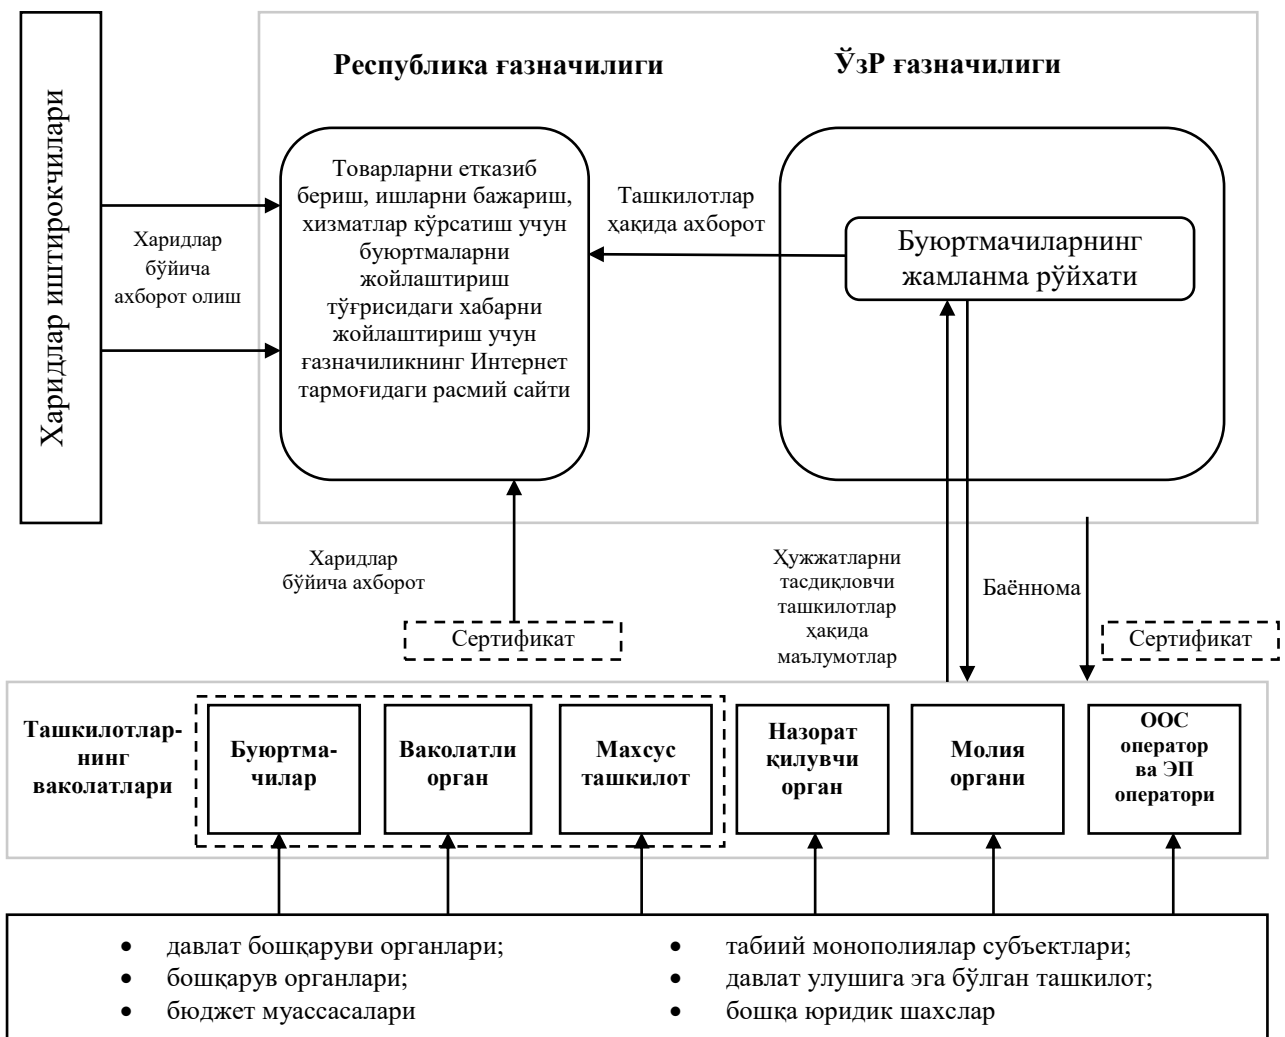 Харидлар иштирокчилари
Республика ғазначилиги
ЎзР ғазначилиги
Товарларни етказиб
бериш, ишларни бажариш,
хизматлар кўрсатиш учун
буюртмаларни
жойлаштириш
тўғрисидаги хабарни
жойлаштириш учун
ғазначиликнинг Интернет
тармоғидаги расмий сайти
Ташкилотлар
ҳақида ахборот
Буюртмачиларнинг
жамланма рўйхати
Харидлар
бўйича
ахборот олиш
Харидлар
бўйича ахборот
Сертификат
Ҳужжатларни
тасдиқловчи
ташкилотлар
ҳақида
маълумотлар
Баённома
Сертификат
Ташкилотлар-
нинг
ваколатлари
Буюртма-
чилар
Ваколатли
орган
Махсус
ташкилот
Назорат
қилувчи
орган
Молия
органи
ООС
оператор
ва ЭП
оператори
• давлат бошқаруви органлари;
• бошқарув органлари;
• бюджет муассасалари
• табиий монополиялар субъектлари;
• давлат улушига эга бўлган ташкилот;
• бошқа юридик шахслар